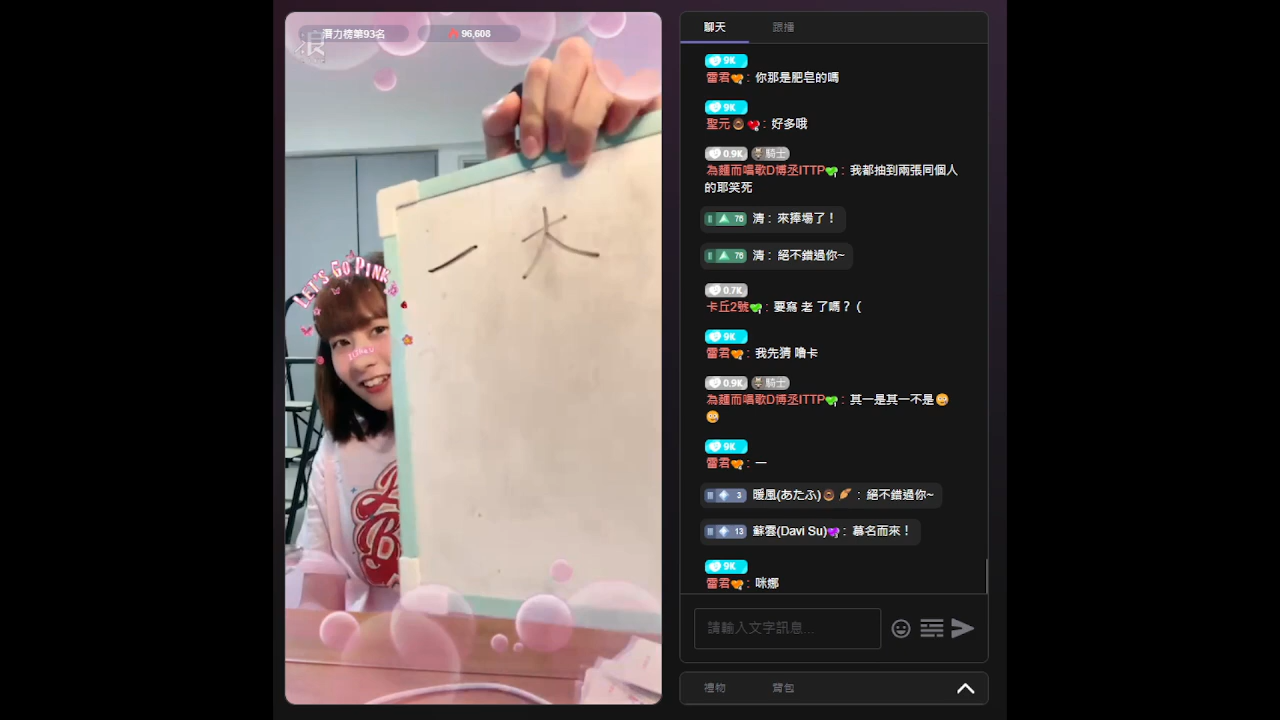 潛力榜第93名
96,608
浪
一 大
LET'S GO PINK
聊天 跟播
9K
雷君: 你那是肥皂的嗎
9K
聖元: 好多哦
0.9K 騎士
為麵而唱歌D博丞ITTP: 我都抽到兩張同個人
的耶笑死
78 清: 來捧場了!
78 清: 絕不錯過你~
0.7K
卡丘2號: 要寫 老 了嗎? (
9K
雷君: 我先猜 嚕卡
0.9K 騎士
為麵而唱歌D博丞ITTP: 其一是其一不是
9K
雷君: 一
3 暖風(あたふ): 絕不錯過你~
13 蘇雲(Davi Su): 慕名而來!
9K
雷君: 咪娜
請輸入文字訊息...
禮物 背包